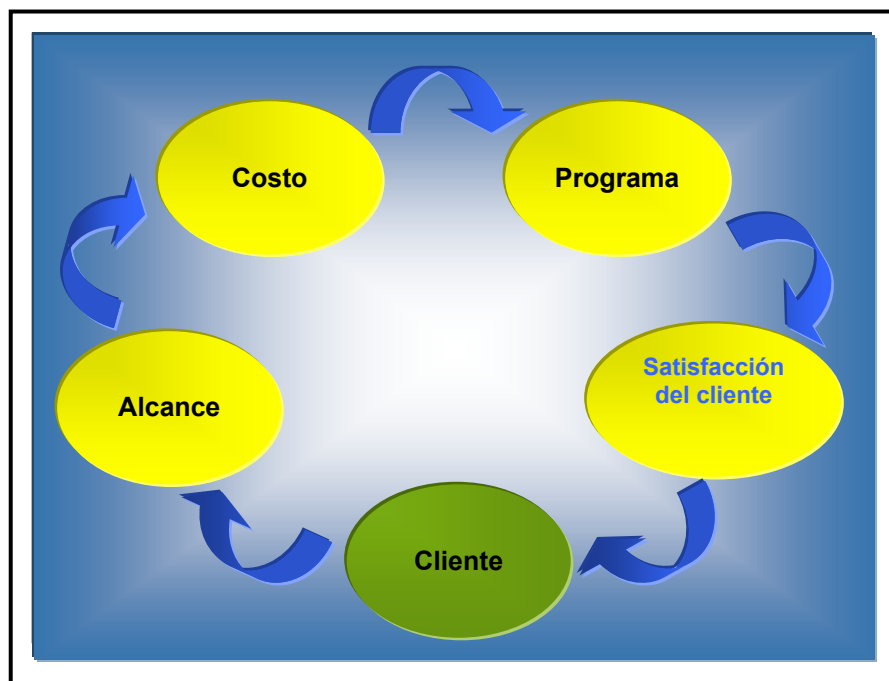 Costo
Programa
Satisfacción
del cliente
Alcance
Cliente